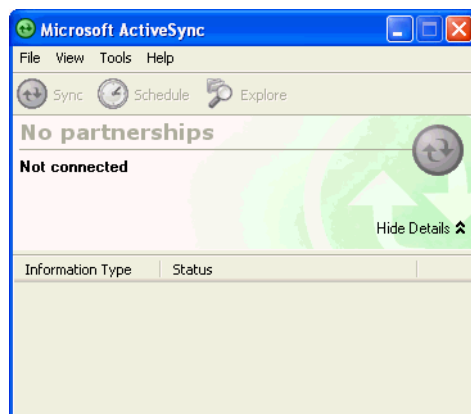 Microsoft ActiveSync
File View Tools Help
Sync Schedule Explore
No partnerships
Not connected
Hide Details
Information Type Status